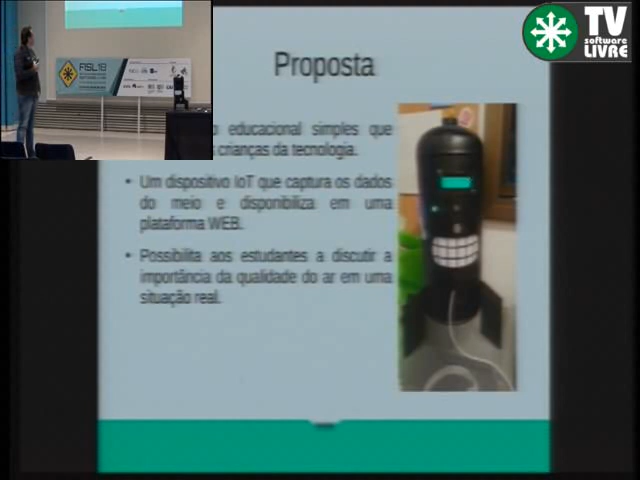 TV
software
LIVRE
FISL18
Proposta
o educacional simples que
crianças da tecnologia.
• Um dispositivo IoT que captura os dados
do meio e disponibiliza em uma
plataforma WEB.
• Possibilita aos estudantes a discutir a
importância da qualidade do ar em uma
situação real.